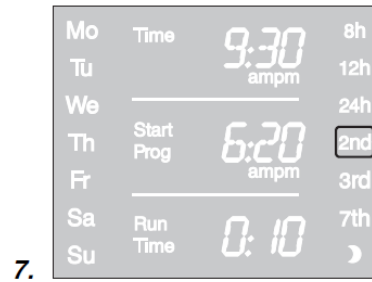 Mo
Tu
We
Th
Fr
Sa
Su
Time 9:30
ampm
Start
Prog 6:20
ampm
Run
Time 0:10
8h
12h
24h
2nd
3rd
7th
7.